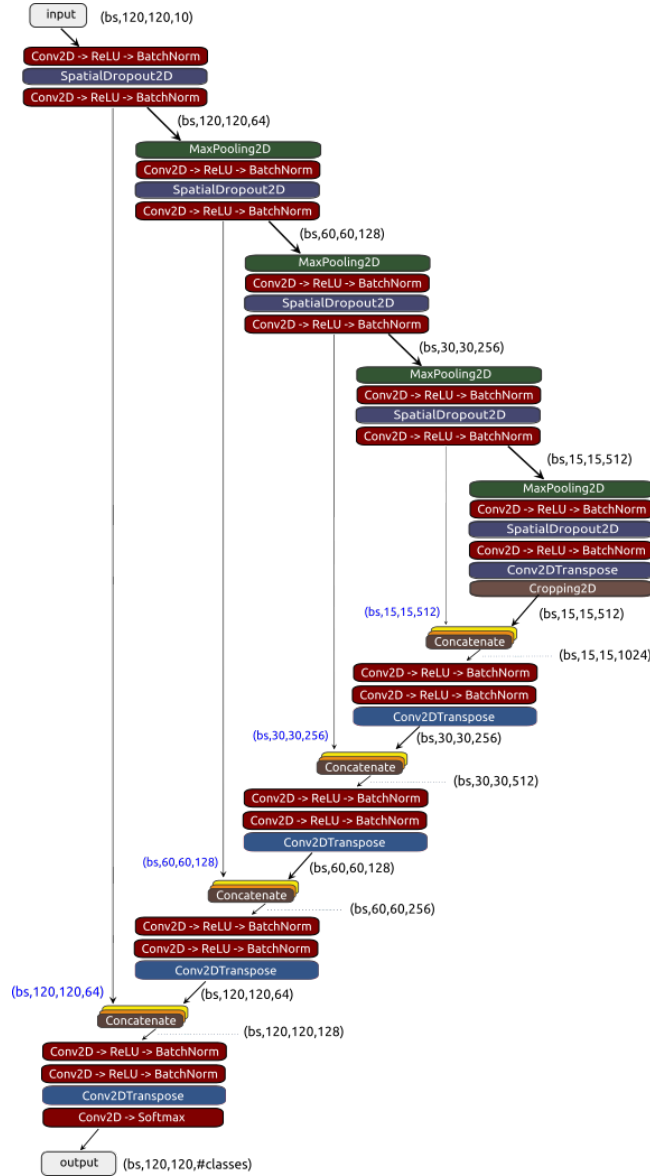 input
(bs,120,120,10)
Conv2D -> ReLU -> BatchNorm
SpatialDropout2D
Conv2D -> ReLU -> BatchNorm
(bs,120,120,64)
MaxPooling2D
Conv2D -> ReLU -> BatchNorm
SpatialDropout2D
Conv2D -> ReLU -> BatchNorm
(bs,60,60,128)
MaxPooling2D
Conv2D -> ReLU -> BatchNorm
SpatialDropout2D
Conv2D -> ReLU -> BatchNorm
(bs,30,30,256)
MaxPooling2D
Conv2D -> ReLU -> BatchNorm
SpatialDropout2D
Conv2D -> ReLU -> BatchNorm
(bs,15,15,512)
MaxPooling2D
Conv2D -> ReLU -> BatchNorm
SpatialDropout2D
Conv2D -> ReLU -> BatchNorm
Conv2DTranspose
Cropping2D
(bs,15,15,512)
(bs,15,15,512)
Concatenate
(bs,15,15,1024)
Conv2D -> ReLU -> BatchNorm
Conv2D -> ReLU -> BatchNorm
Conv2DTranspose
(bs,30,30,256)
(bs,30,30,256)
Concatenate
(bs,30,30,512)
Conv2D -> ReLU -> BatchNorm
Conv2D -> ReLU -> BatchNorm
Conv2DTranspose
(bs,60,60,128)
(bs,60,60,128)
Concatenate
(bs,60,60,256)
Conv2D -> ReLU -> BatchNorm
Conv2D -> ReLU -> BatchNorm
Conv2DTranspose
(bs,120,120,64)
(bs,120,120,64)
Concatenate
(bs,120,120,128)
Conv2D -> ReLU -> BatchNorm
Conv2D -> ReLU -> BatchNorm
Conv2DTranspose
Conv2D -> Softmax
output
(bs,120,120,#classes)